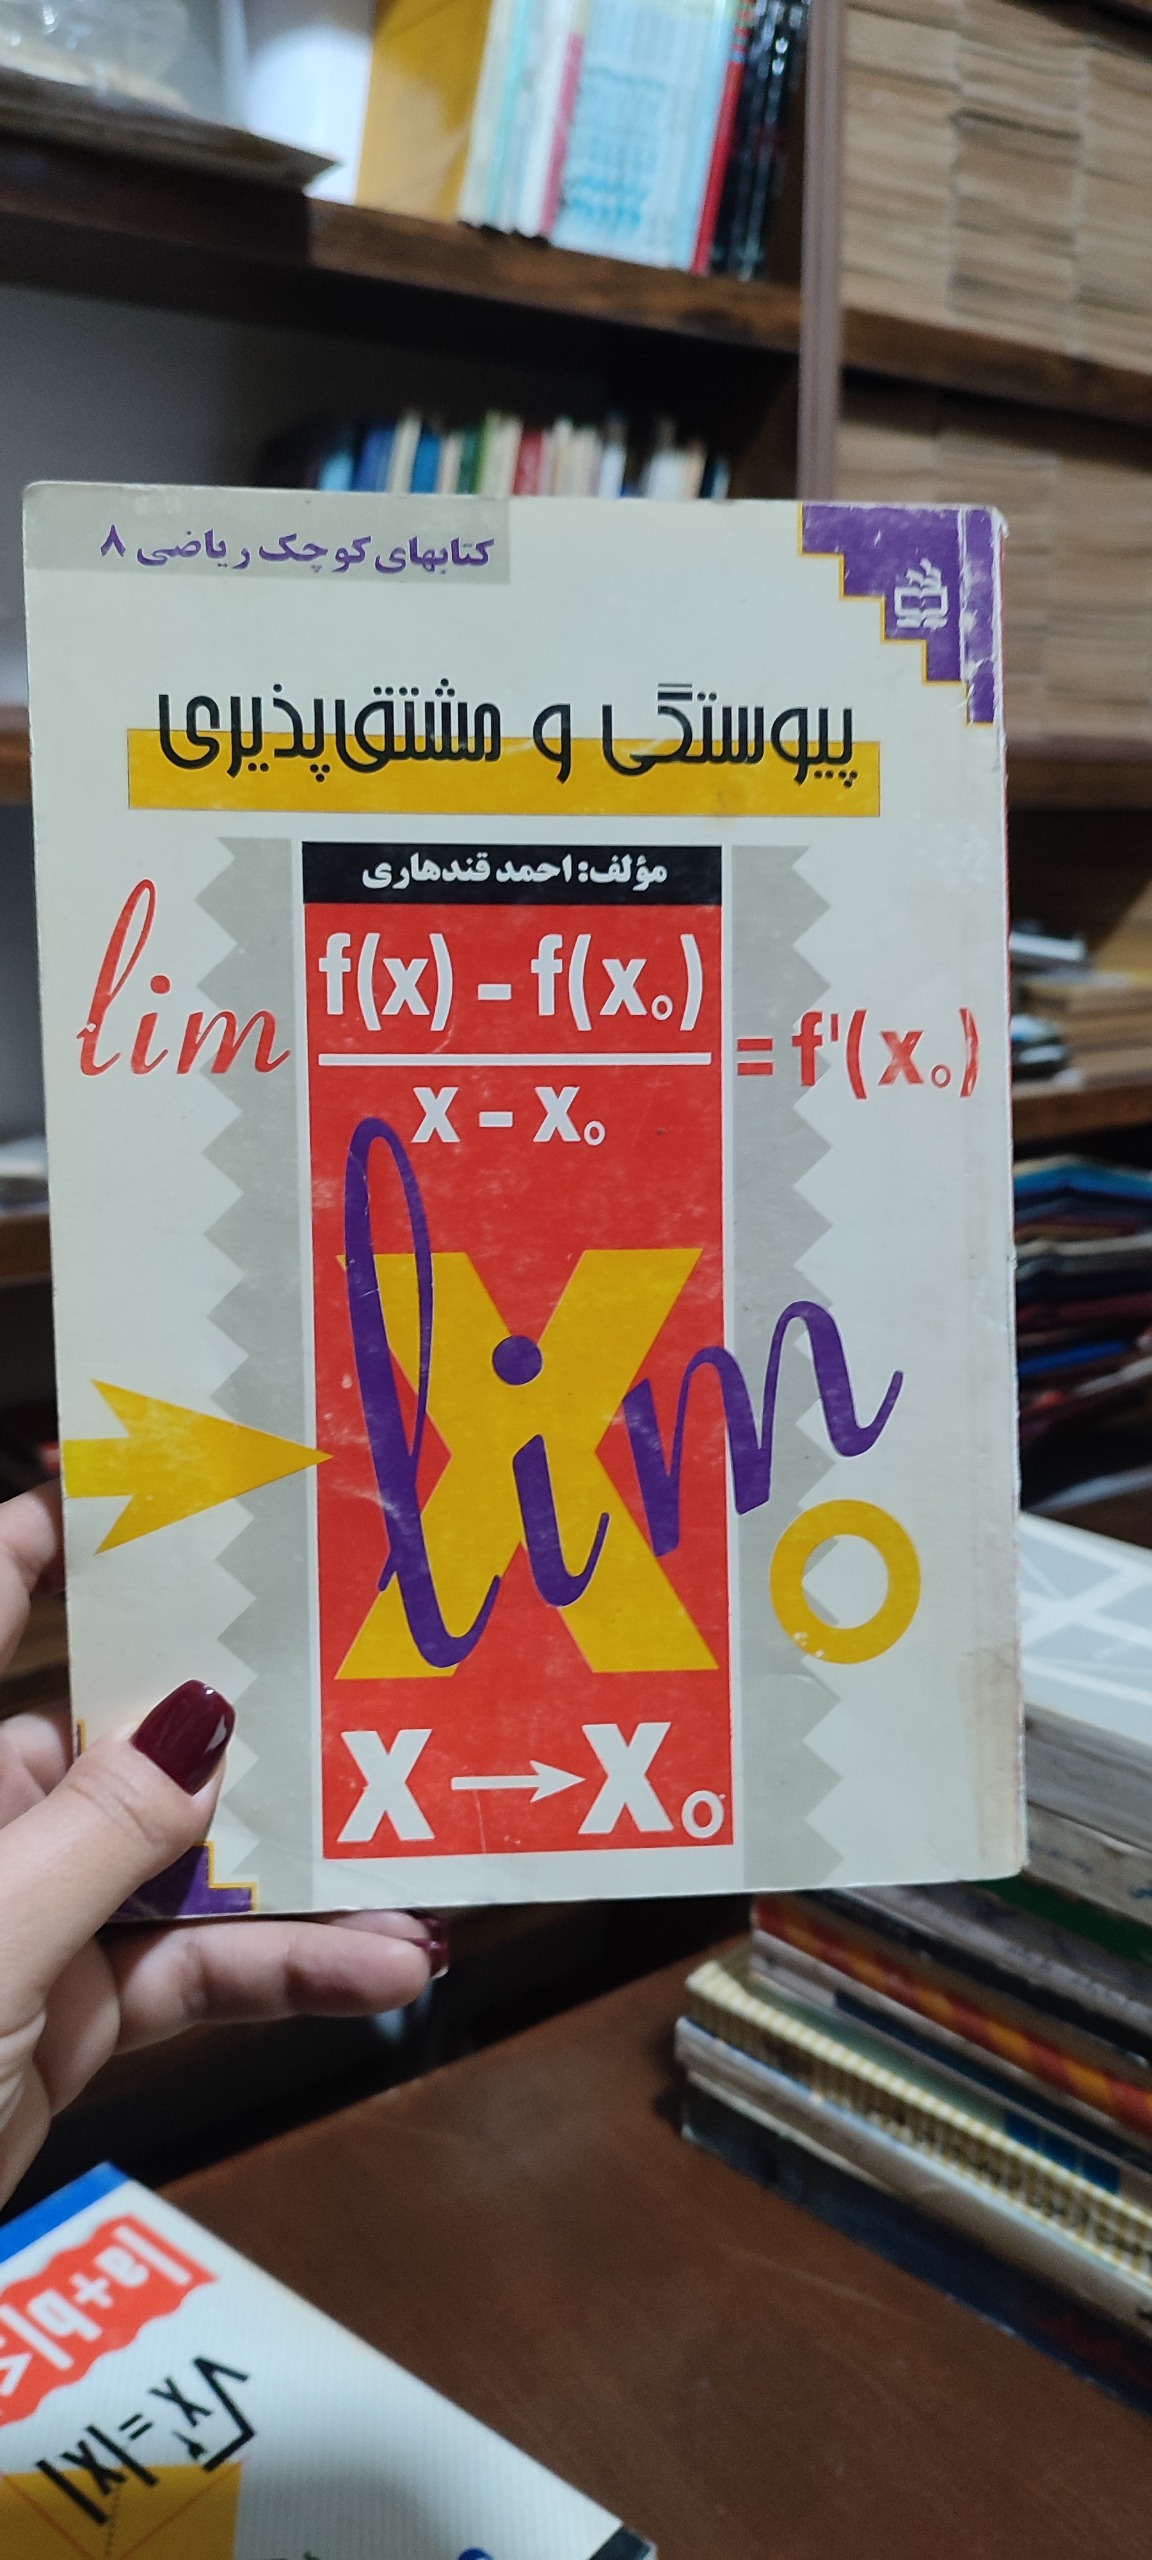 کتابهای کوچک ریاضی ۸
پیوستگی و مشتق‌پذیری
مؤلف: احمد قندهاری
lim f(x) - f(x₀) / x - x₀ = f'(x₀)
lim
X
O
X → X₀
|a+b|≤
√x² = |x|